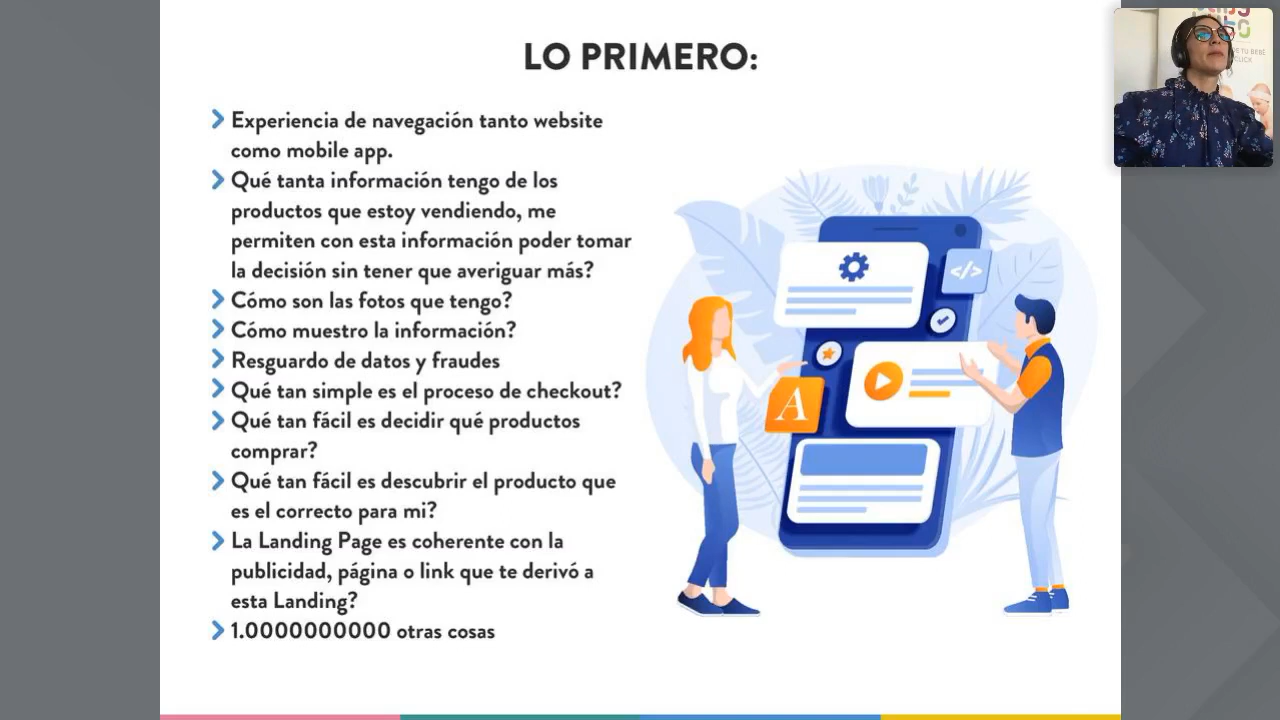 LO PRIMERO:
Experiencia de navegación tanto website
como mobile app.
Qué tanta información tengo de los
productos que estoy vendiendo, me
permiten con esta información poder tomar
la decisión sin tener que averiguar más?
Cómo son las fotos que tengo?
Cómo muestro la información?
Resguardo de datos y fraudes
Qué tan simple es el proceso de checkout?
Qué tan fácil es decidir qué productos
comprar?
Qué tan fácil es descubrir el producto que
es el correcto para mi?
La Landing Page es coherente con la
publicidad, página o link que te derivó a
esta Landing?
1.0000000000 otras cosas
</>
A
DE TU BEBÉ
CLICK